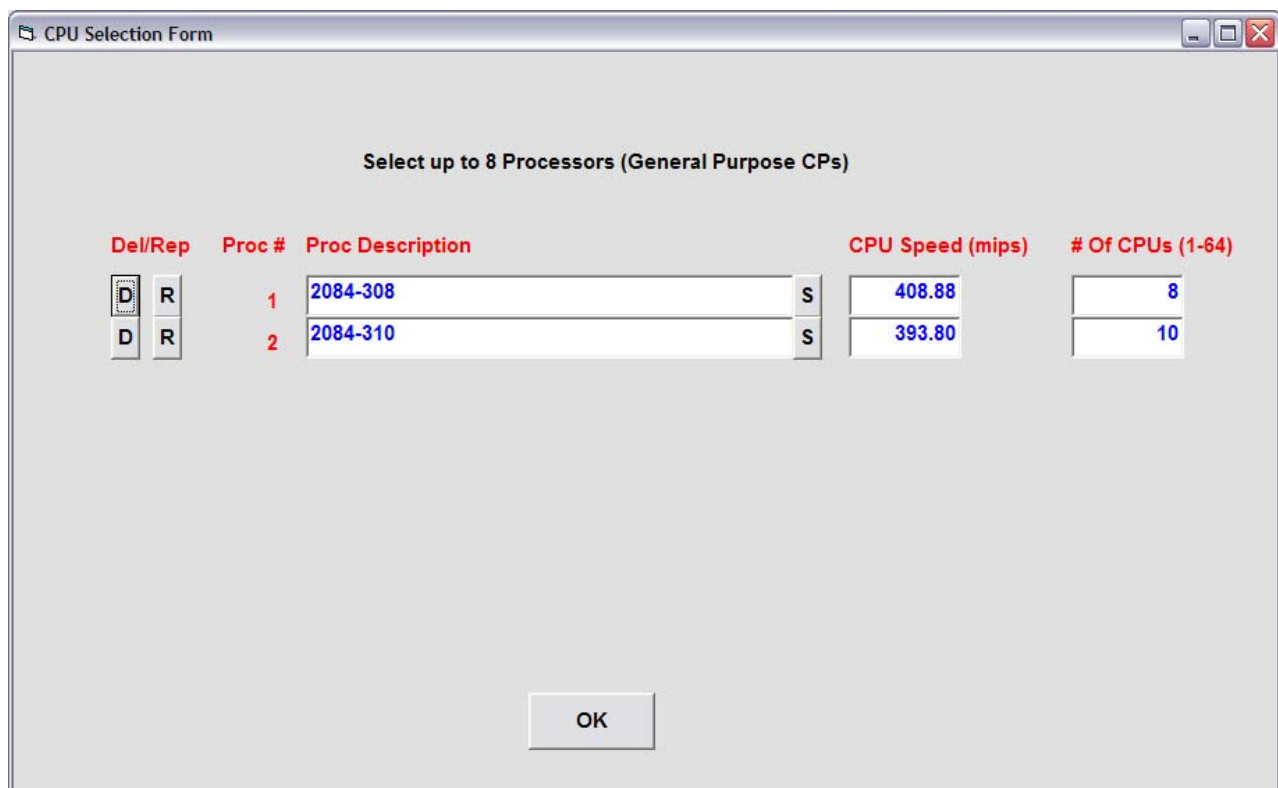 CPU Selection Form
Select up to 8 Processors (General Purpose CPs)
Del/Rep Proc # Proc Description CPU Speed (mips) # Of CPUs (1-64)
D R 1 2084-308 S 408.88 8
D R 2 2084-310 S 393.80 10
OK